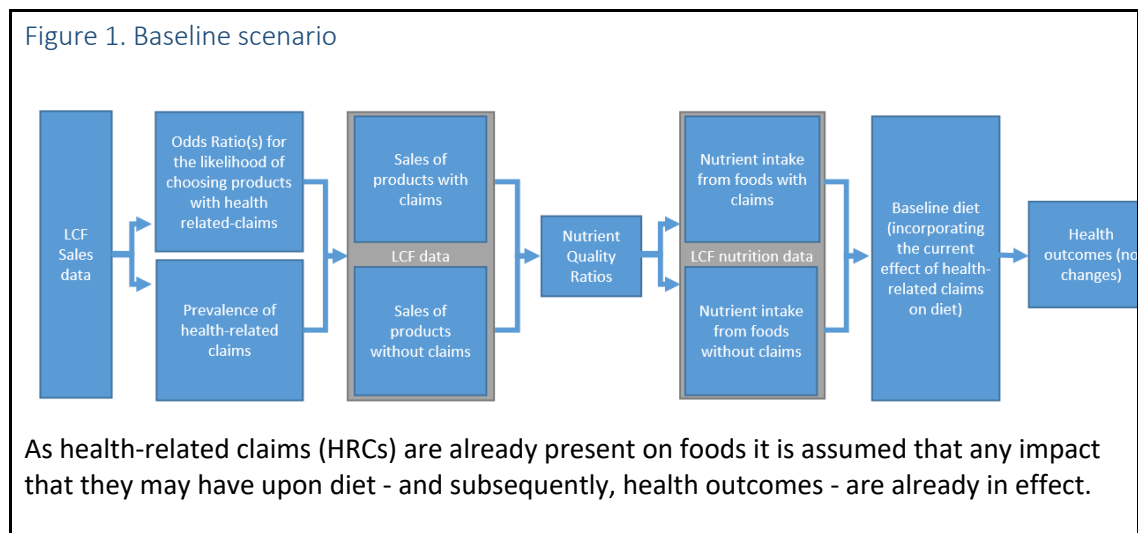 Figure 1. Baseline scenario
LCF
Sales
data
Odds Ratio(s) for
the likelihood of
choosing products
with health
related-claims
Prevalence of
health-related
claims
Sales of
products with
claims
LCF data
Sales of
products
without claims
Nutrient
Quality
Ratios
Nutrient intake
from foods with
claims
LCF nutrition data
Nutrient intake
from foods
without claims
Baseline diet
(incorporating
the current
effect of health-
related claims
on diet)
Health
outcomes (no
changes)
As health-related claims (HRCs) are already present on foods it is assumed that any impact
that they may have upon diet - and subsequently, health outcomes - are already in effect.